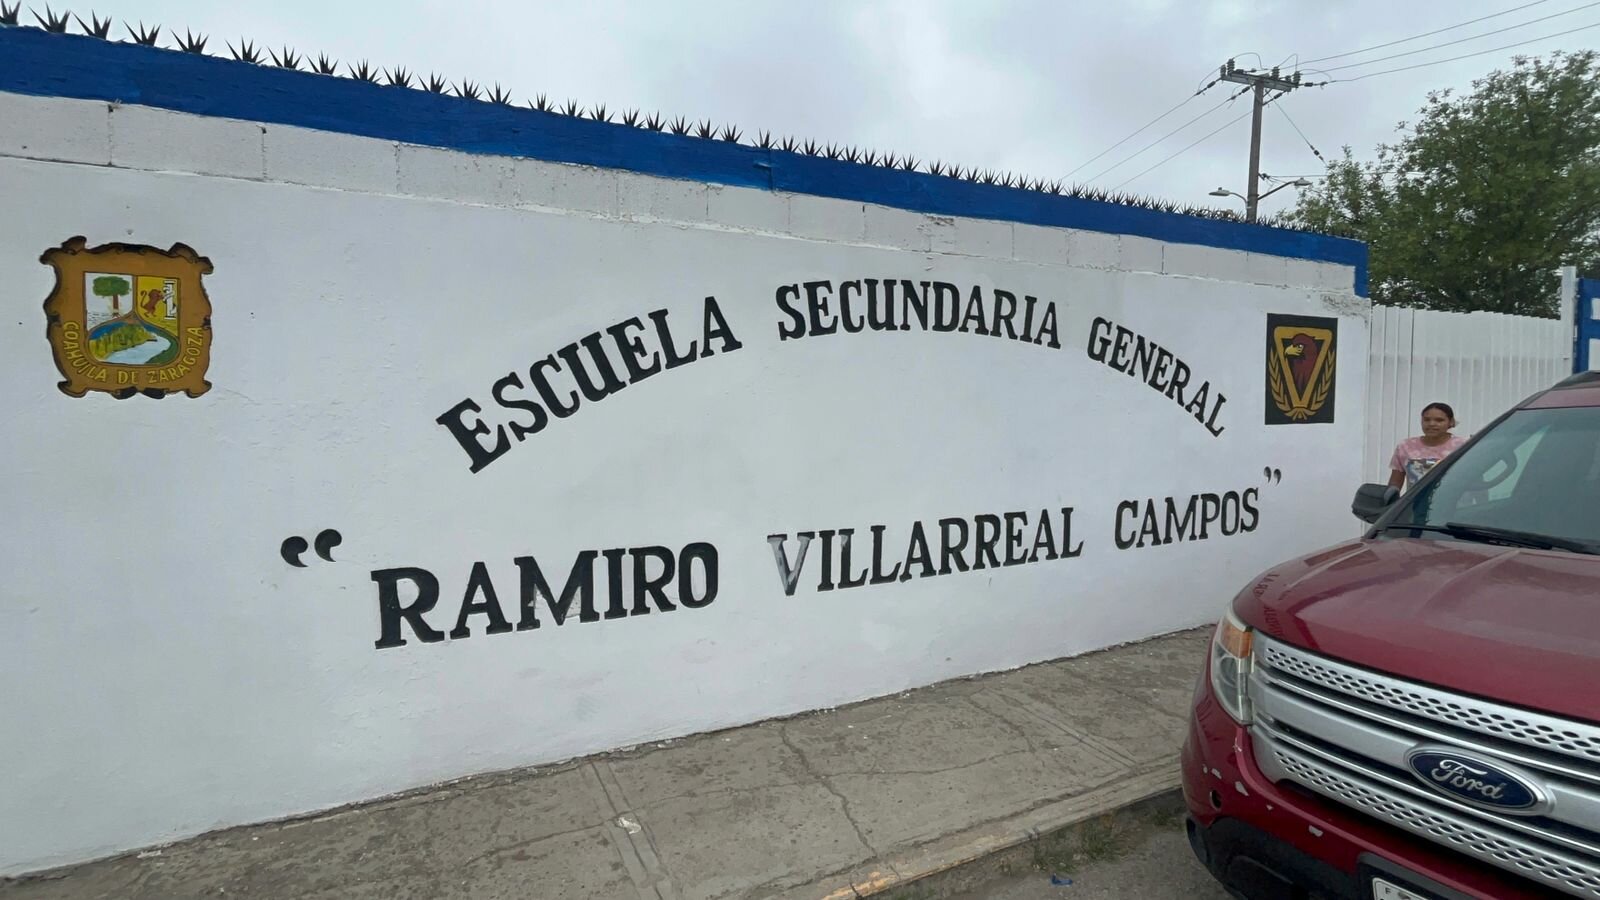 COAHUILA DE ZARAGOZA
ESCUELA SECUNDARIA GENERAL
“RAMIRO VILLARREAL CAMPOS”
Ford